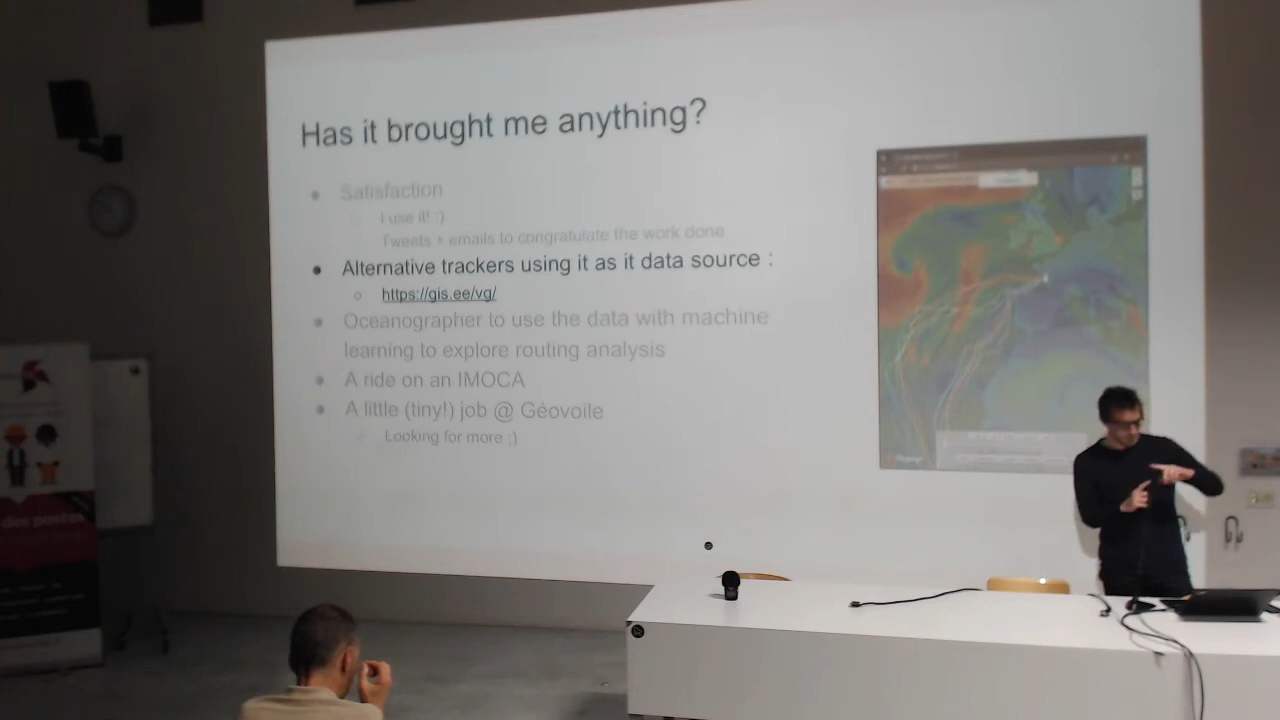 Has it brought me anything?
Satisfaction
I use it! :)
Tweets + emails to congratulate the work done
Alternative trackers using it as it data source :
https://gis.ee/vg/
Oceanographer to use the data with machine
learning to explore routing analysis
A ride on an IMOCA
A little (tiny!) job @ Géovoile
Looking for more ;)
des postes